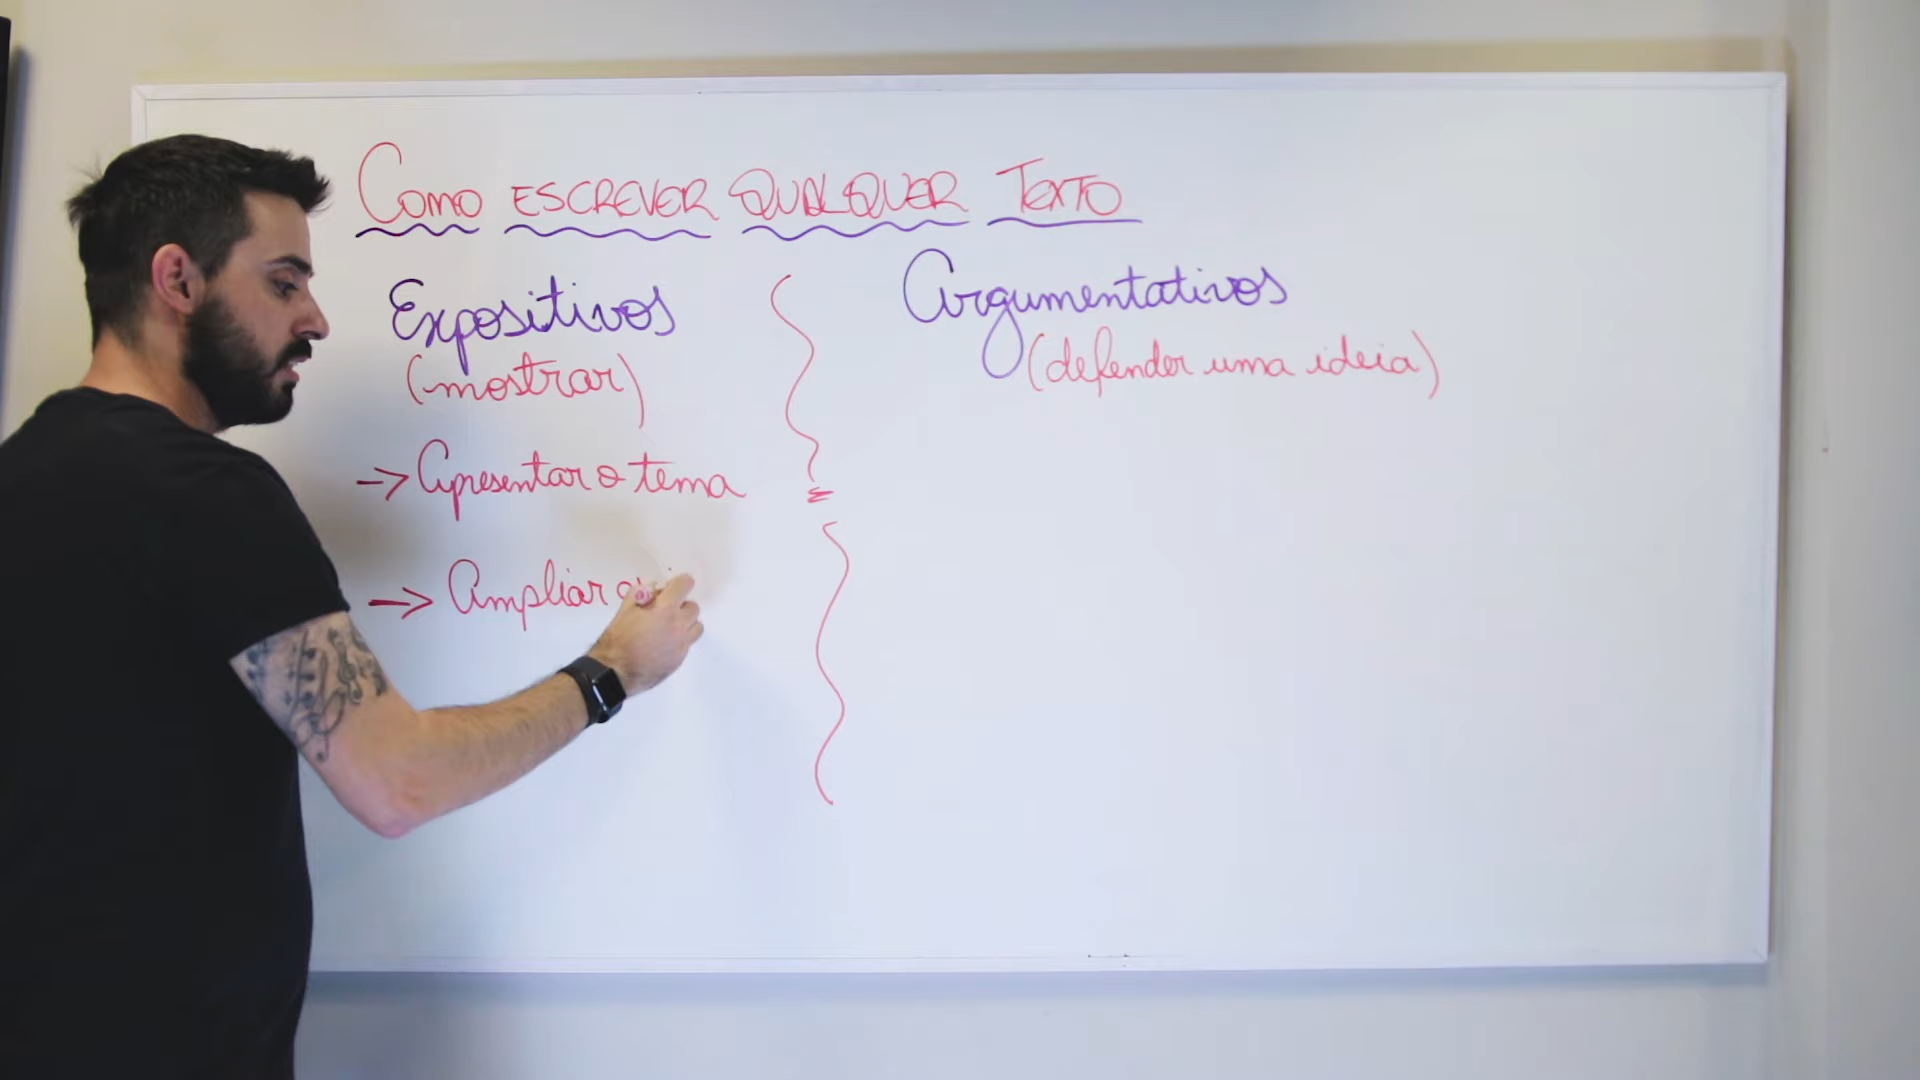 COMO ESCREVER QUALQUER TEXTO
Expositivos
(mostrar)
-> Apresentar o tema
-> Ampliar
Argumentativos
(defender uma ideia)